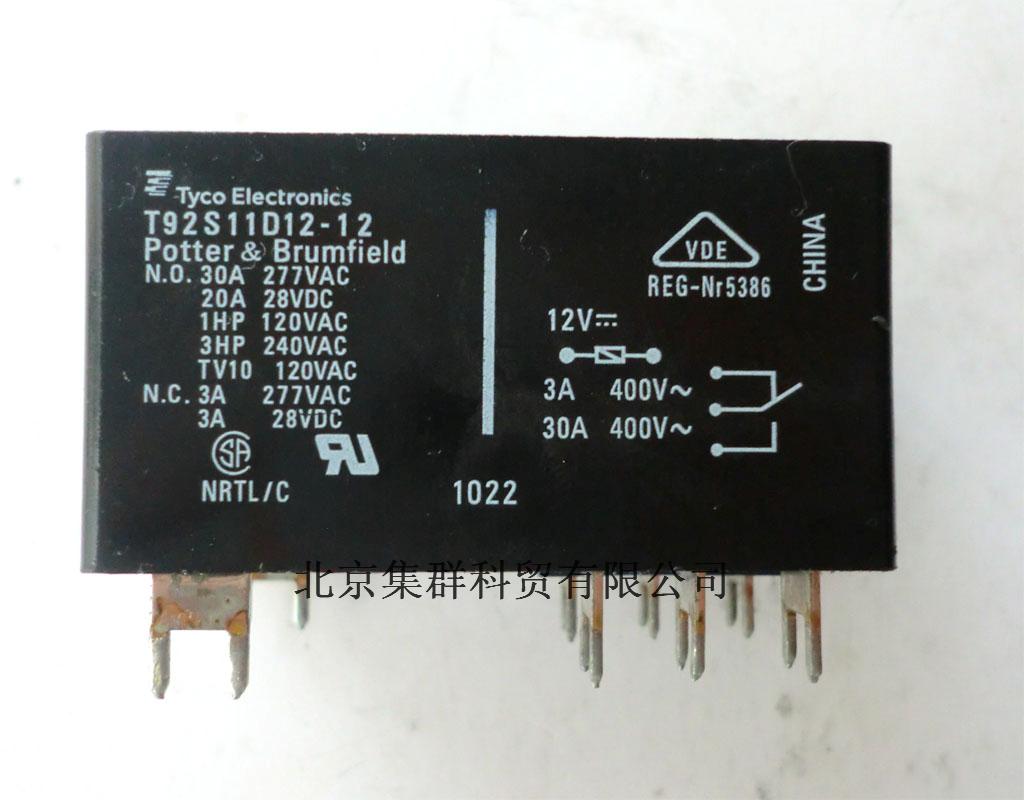 Tyco Electronics
T92S11D12-12
Potter & Brumfield
N.O. 30A 277VAC
20A 28VDC
1HP 120VAC
3HP 240VAC
TV10 120VAC
N.C. 3A 277VAC
3A 28VDC
SA
NRTL/C
RU
1022
VDE
REG-Nr5386
CHINA
12V
3A 400V~
30A 400V~
北京集群科贸有限公司